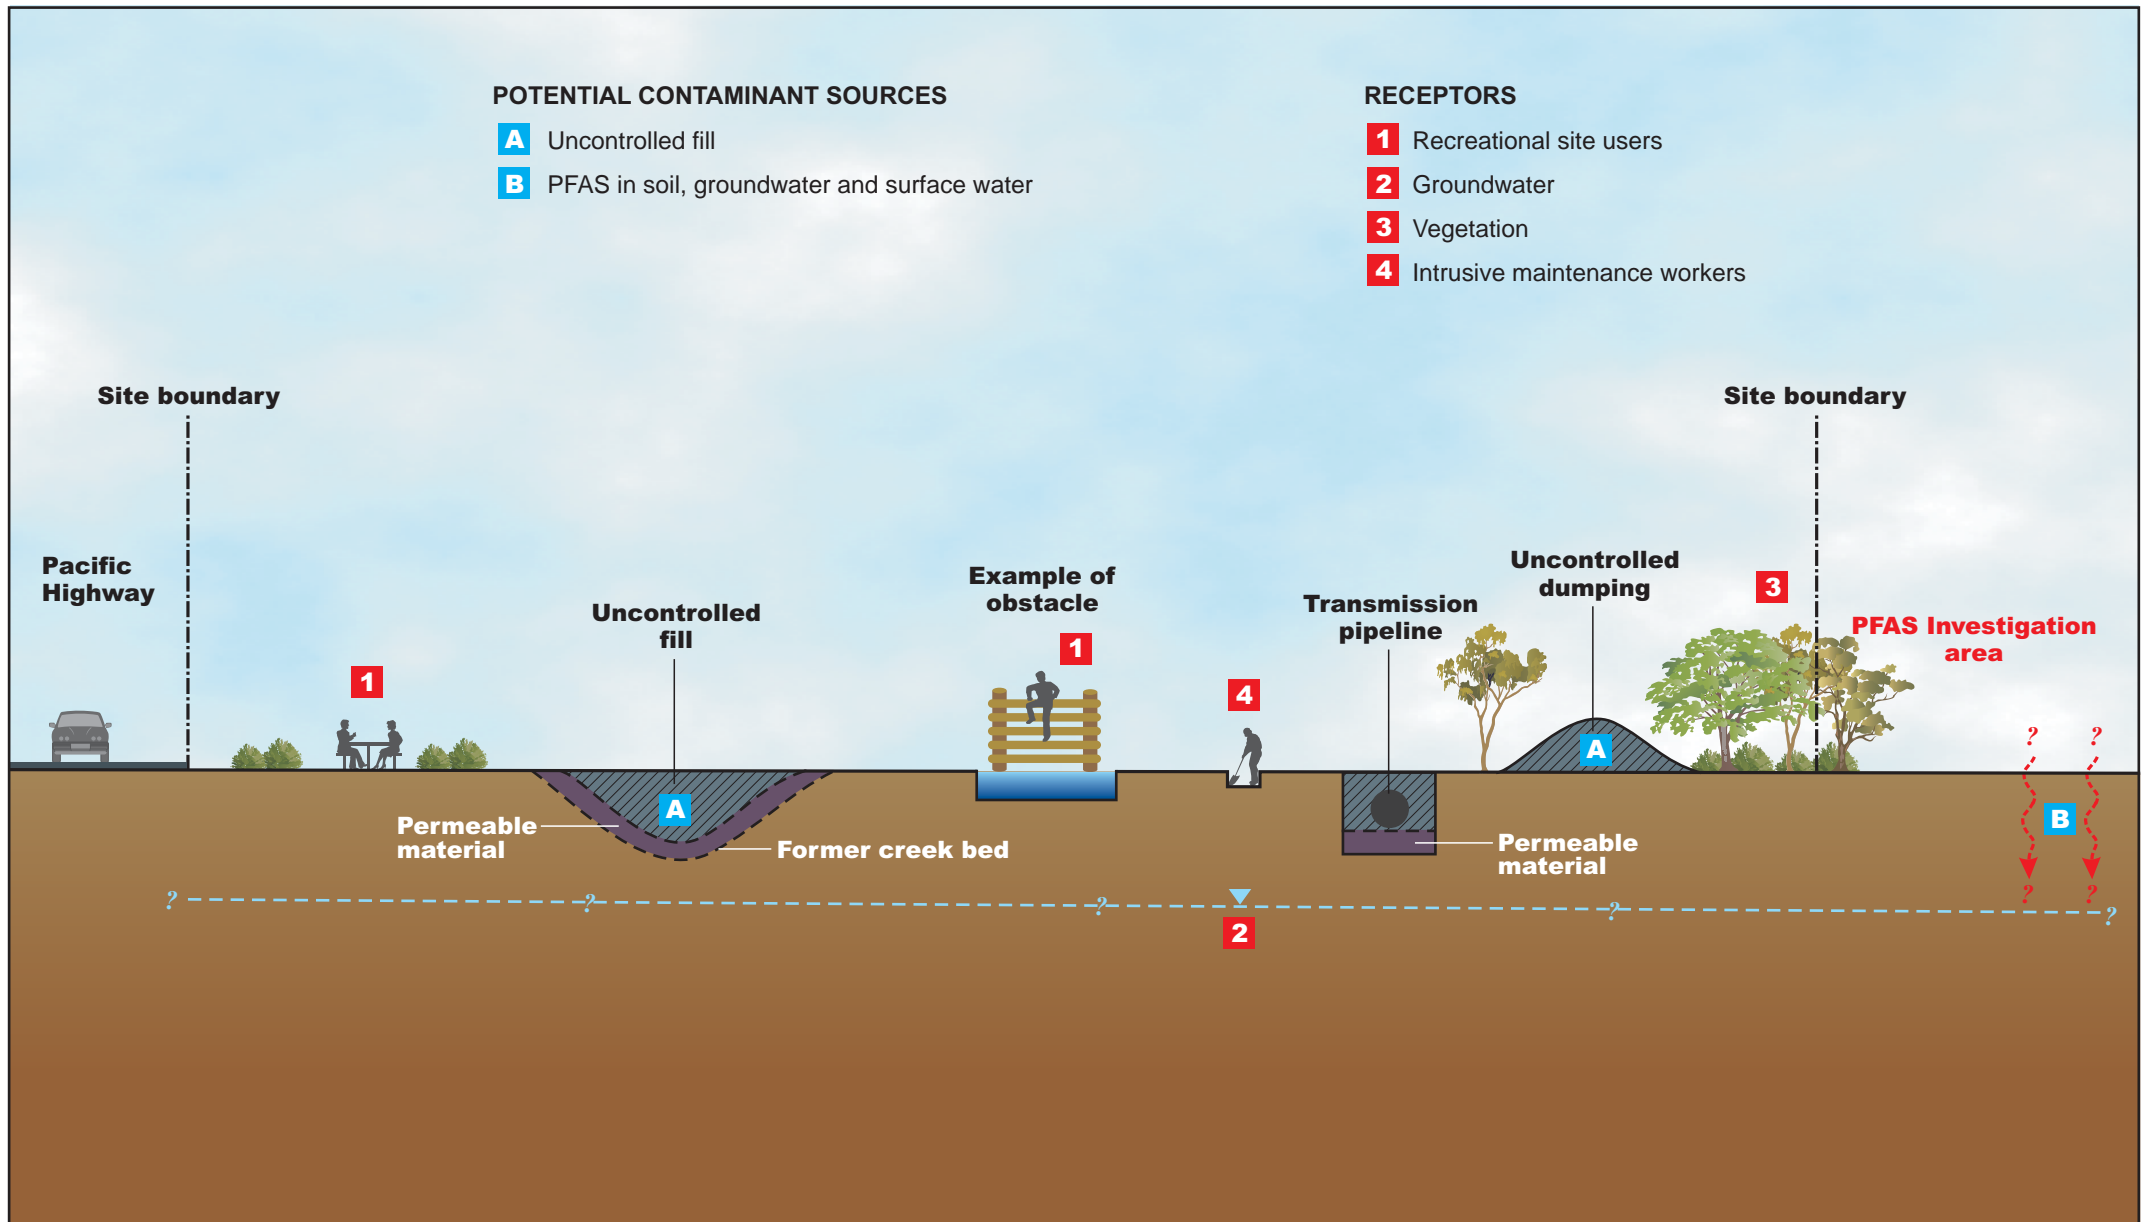 POTENTIAL CONTAMINANT SOURCES
A Uncontrolled fill
B PFAS in soil, groundwater and surface water
RECEPTORS
1 Recreational site users
2 Groundwater
3 Vegetation
4 Intrusive maintenance workers
Site boundary
Site boundary
Pacific
Highway
1
Uncontrolled
fill
A
Permeable
material
Former creek bed
Example of
obstacle
1
4
Transmission
pipeline
Permeable
material
Uncontrolled
dumping
A
3
PFAS Investigation
area
? ?
B
? ?
? ? ? ? ?
2